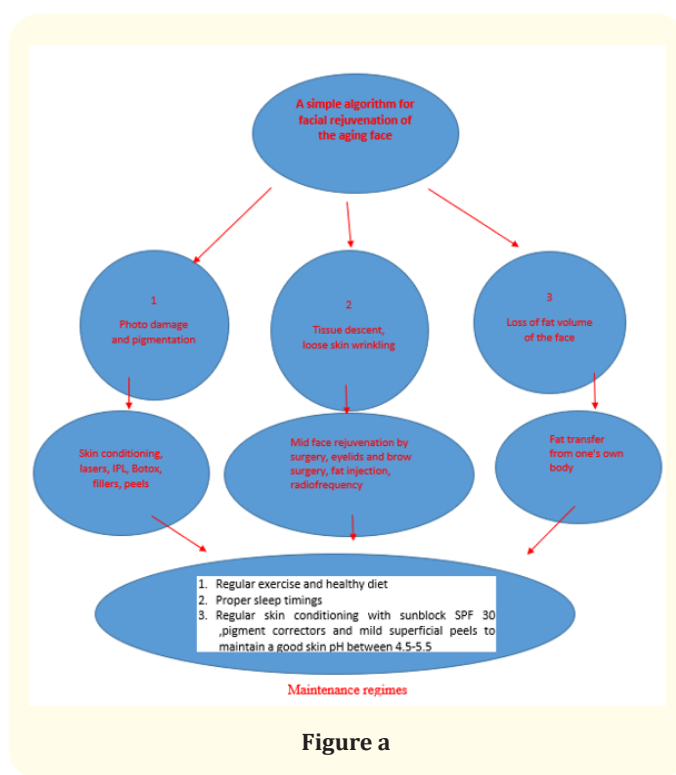 A simple algorithm for
facial rejuvenation of
the aging face
1
Photo damage
and pigmentation
2
Tissue descent,
loose skin wrinkling
3
Loss of fat volume
of the face
Skin conditioning,
lasers, IPL, Botox,
fillers, peels
Mid face rejuvenation by
surgery, eyelids and brow
surgery, fat injection,
radiofrequency
Fat transfer
from one's own
body
1. Regular exercise and healthy diet
2. Proper sleep timings
3. Regular skin conditioning with sunblock SPF 30
,pigment correctors and mild superficial peels to
maintain a good skin pH between 4.5-5.5
Maintenance regimes
Figure a